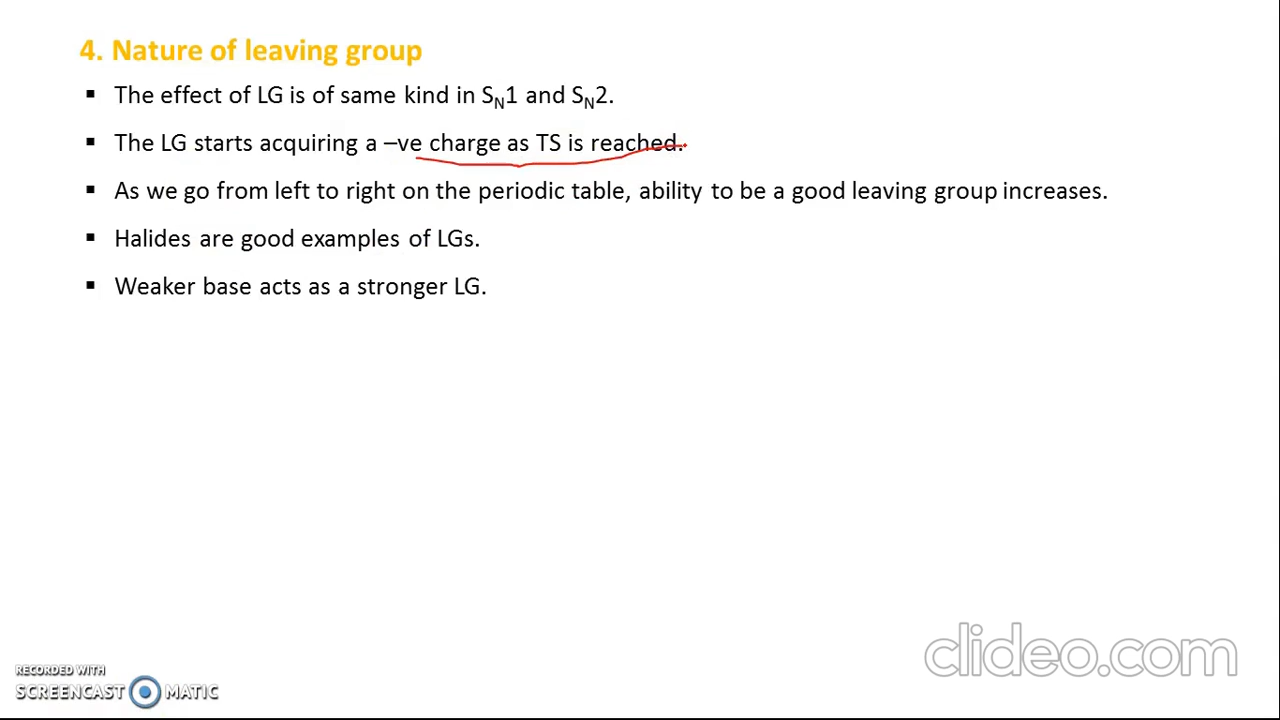 4. Nature of leaving group
▪ The effect of LG is of same kind in SN1 and SN2.
▪ The LG starts acquiring a –ve charge as TS is reached.
▪ As we go from left to right on the periodic table, ability to be a good leaving group increases.
▪ Halides are good examples of LGs.
▪ Weaker base acts as a stronger LG.
clideo.com
RECORDED WITH
SCREENCAST MATIC